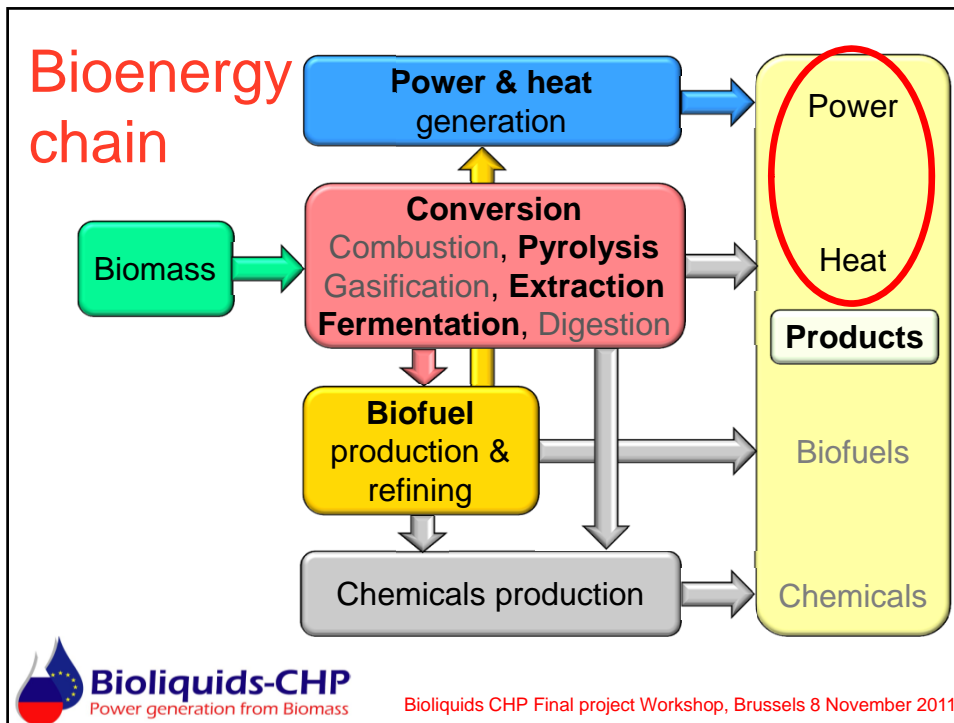 Bioenergy
chain
Power & heat
generation
Power
Conversion
Combustion, Pyrolysis
Gasification, Extraction
Fermentation, Digestion
Biomass
Heat
Products
Biofuel
production &
refining
Biofuels
Chemicals production
Chemicals
Bioliquids-CHP
Power generation from Biomass
Bioliquids CHP Final project Workshop, Brussels 8 November 2011